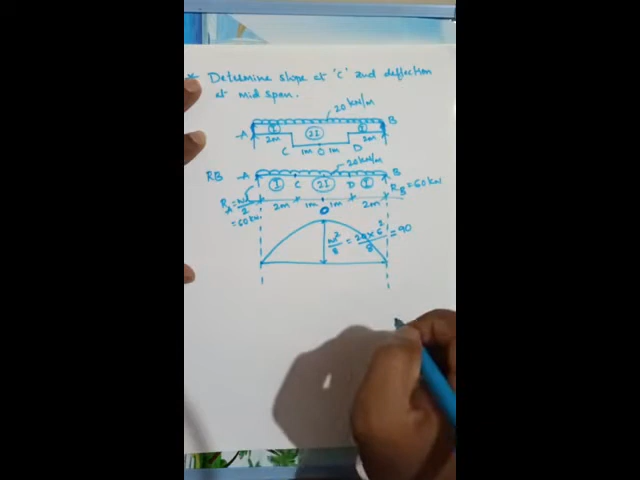 * Determine slope at 'C' and deflection
at mid span.
20 kN/m
A I 2I I B
2m 2m
C 1m O 1m D
20 kN/m
RB A B
I C 2I D I
R_B = 60 kN
R_A = wl/2
= 60 kN
2m 1m 1m 2m
O
wl²/8 = 20 × 6²/8 = 90